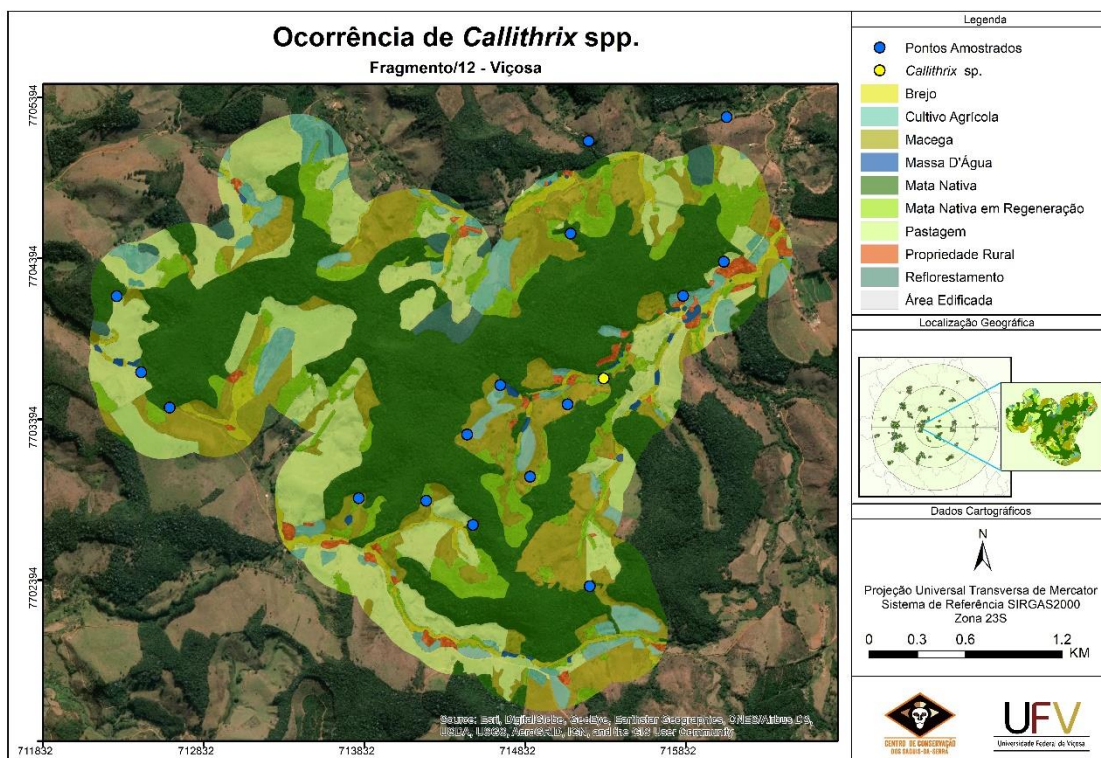 Ocorrência de Callithrix spp.
Fragmento/12 - Viçosa
7705394
7704394
7703394
7702394
711832
712832
713832
714832
715832
Source: Esri, DigitalGlobe, GeoEye, Earthstar Geographics, CNES/Airbus DS,
USDA, USGS, AeroGRID, IGN, and the GIS User Community
Legenda
Pontos Amostrados
Callithrix sp.
Brejo
Cultivo Agrícola
Macega
Massa D'Água
Mata Nativa
Mata Nativa em Regeneração
Pastagem
Propriedade Rural
Reflorestamento
Área Edificada
Localização Geográfica
Dados Cartográficos
N
Projeção Universal Transversa de Mercator
Sistema de Referência SIRGAS2000
Zona 23S
0 0.3 0.6 1.2
KM
CENTRO DE CONSERVAÇÃO
DOS SAGUIS-DA-SERRA
UFV
Universidade Federal de Viçosa